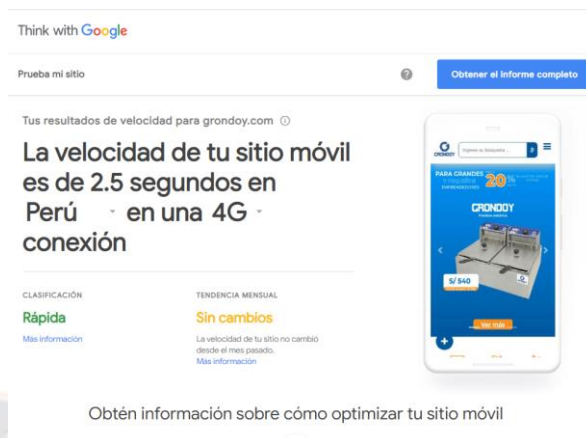 Think with Google
Prueba mi sitio
Obtener el informe completo
Tus resultados de velocidad para grondoy.com
La velocidad de tu sitio móvil
es de 2.5 segundos en
Perú en una 4G
conexión
CLASIFICACIÓN
Rápida
Más información
TENDENCIA MENSUAL
Sin cambios
La velocidad de tu sitio no cambió
desde el mes pasado.
Más información
GRONDOY
PARA GRANDES
20%
EMPRENDEDORES
GRONDOY
S/ 540
Ver más
Obtén información sobre cómo optimizar tu sitio móvil